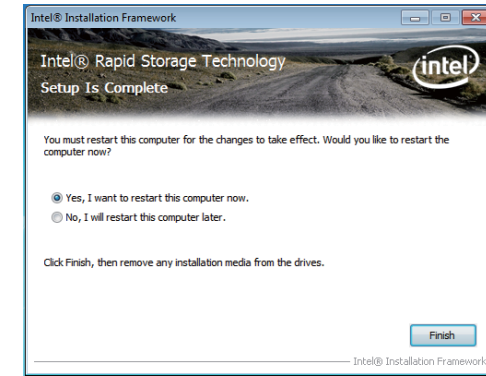 Intel® Installation Framework
Intel® Rapid Storage Technology
Setup Is Complete
intel
You must restart this computer for the changes to take effect. Would you like to restart the
computer now?
Yes, I want to restart this computer now.
No, I will restart this computer later.
Click Finish, then remove any installation media from the drives.
Finish
Intel® Installation Framework